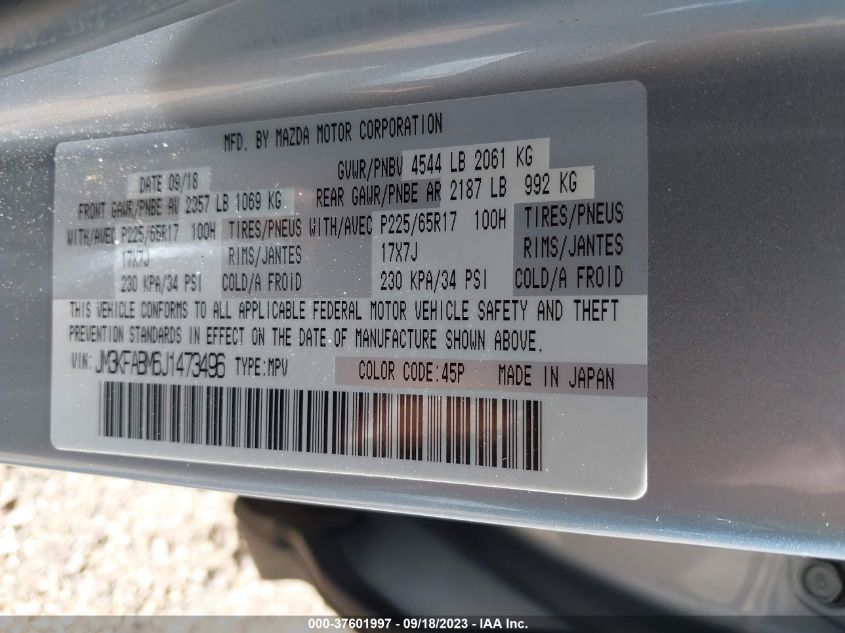 MFD. BY MAZDA MOTOR CORPORATION
DATE 09/18 GVWR/PNBV 4544 LB 2061 KG
FRONT GAWR/PNBE AV 2357 LB 1069 KG REAR GAWR/PNBE AR 2187 LB 992 KG
WITH/AVEC P225/65R17 100H TIRES/PNEUS WITH/AVEC P225/65R17 100H TIRES/PNEUS
17X7J RIMS/JANTES 17X7J RIMS/JANTES
230 KPA/34 PSI COLD/A FROID 230 KPA/34 PSI COLD/A FROID
THIS VEHICLE CONFORMS TO ALL APPLICABLE FEDERAL MOTOR VEHICLE SAFETY AND THEFT
PREVENTION STANDARDS IN EFFECT ON THE DATE OF MANUFACTURE SHOWN ABOVE.
VIN: JM3KFABM6J1473496 TYPE:MPV COLOR CODE:45P MADE IN JAPAN
000-37601997 - 09/18/2023 - IAA Inc.